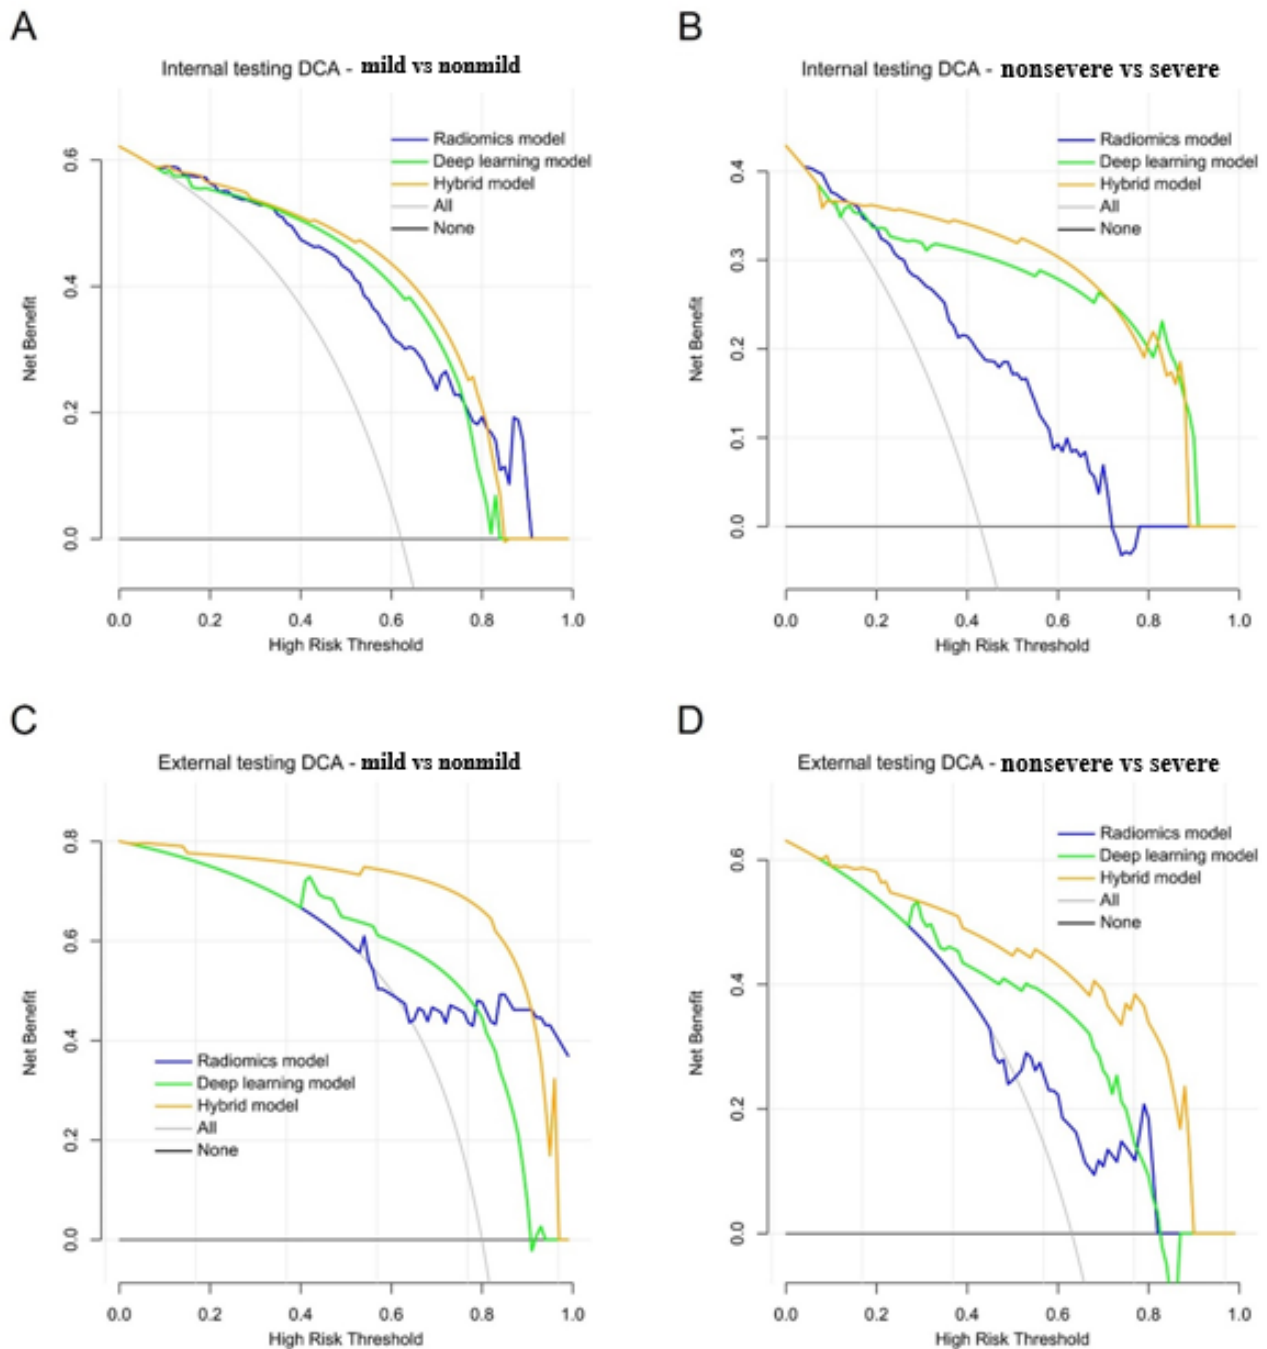 A
Internal testing DCA - mild vs nonmild
Radiomics model
Deep learning model
Hybrid model
All
None
Net Benefit
0.6
0.4
0.2
0.0
0.0 0.2 0.4 0.6 0.8 1.0
High Risk Threshold
B
Internal testing DCA - nonsevere vs severe
Radiomics model
Deep learning model
Hybrid model
All
None
Net Benefit
0.4
0.3
0.2
0.1
0.0
0.0 0.2 0.4 0.6 0.8 1.0
High Risk Threshold
C
External testing DCA - mild vs nonmild
Net Benefit
0.8
0.6
0.4
0.2
0.0
Radiomics model
Deep learning model
Hybrid model
All
None
0.0 0.2 0.4 0.6 0.8 1.0
High Risk Threshold
D
External testing DCA - nonsevere vs severe
Radiomics model
Deep learning model
Hybrid model
All
None
Net Benefit
0.6
0.4
0.2
0.0
0.0 0.2 0.4 0.6 0.8 1.0
High Risk Threshold